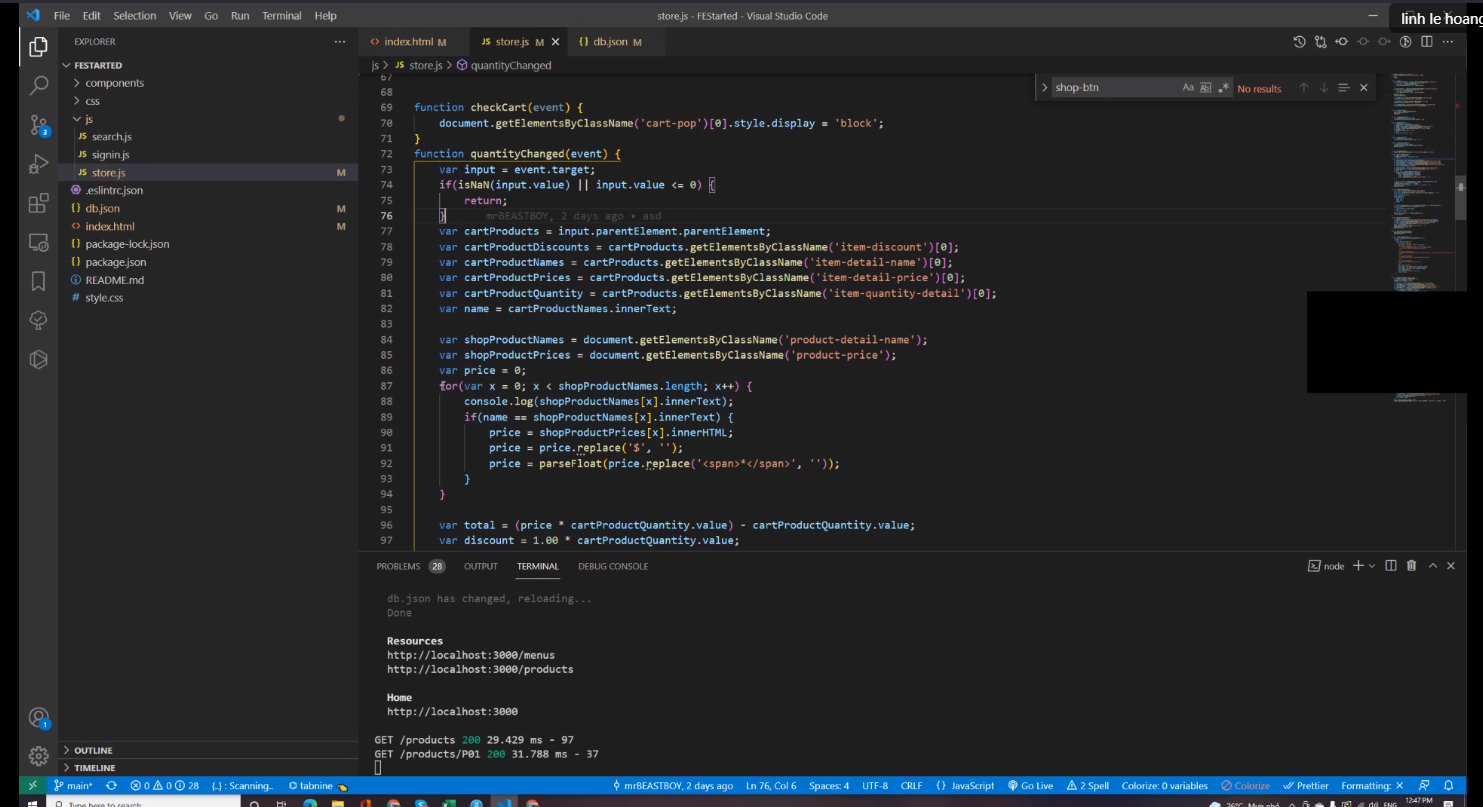 File Edit Selection View Go Run Terminal Help
store.js - FEStarted - Visual Studio Code
linh le hoang
EXPLORER
FESTARTED
components
css
js
JS search.js
JS signin.js
JS store.js M
.eslintrc.json
{} db.json M
<> index.html M
{} package-lock.json
{} package.json
README.md
# style.css
OUTLINE
TIMELINE
<> index.html M JS store.js M {} db.json M
js > JS store.js > quantityChanged
shop-btn Aa Ab .* No results
67
68
69 function checkCart(event) {
70 document.getElementsByClassName('cart-pop')[0].style.display = 'block';
71 }
72 function quantityChanged(event) {
73 var input = event.target;
74 if(isNaN(input.value) || input.value <= 0) {
75 return;
76 } mrBEASTBOY, 2 days ago • asd
77 var cartProducts = input.parentElement.parentElement;
78 var cartProductDiscounts = cartProducts.getElementsByClassName('item-discount')[0];
79 var cartProductNames = cartProducts.getElementsByClassName('item-detail-name')[0];
80 var cartProductPrices = cartProducts.getElementsByClassName('item-detail-price')[0];
81 var cartProductQuantity = cartProducts.getElementsByClassName('item-quantity-detail')[0];
82 var name = cartProductNames.innerText;
83
84 var shopProductNames = document.getElementsByClassName('product-detail-name');
85 var shopProductPrices = document.getElementsByClassName('product-price');
86 var price = 0;
87 for(var x = 0; x < shopProductNames.length; x++) {
88 console.log(shopProductNames[x].innerText);
89 if(name == shopProductNames[x].innerText) {
90 price = shopProductPrices[x].innerHTML;
91 price = price.replace('$', '');
92 price = parseFloat(price.replace('<span>*</span>', ''));
93 }
94 }
95
96 var total = (price * cartProductQuantity.value) - cartProductQuantity.value;
97 var discount = 1.00 * cartProductQuantity.value;
PROBLEMS 28 OUTPUT TERMINAL DEBUG CONSOLE node
db.json has changed, reloading...
Done
Resources
http://localhost:3000/menus
http://localhost:3000/products
Home
http://localhost:3000
GET /products 200 29.429 ms - 97
GET /products/P01 200 31.788 ms - 37
main* 0 0 28 {..}: Scanning.. tabnine mrBEASTBOY, 2 days ago Ln 76, Col 6 Spaces: 4 UTF-8 CRLF {} JavaScript Go Live 2 Spell Colorize: 0 variables Colorize Prettier Formatting: ×
Type here to search 26°C Mưa nhỏ ENG 12:47 PM